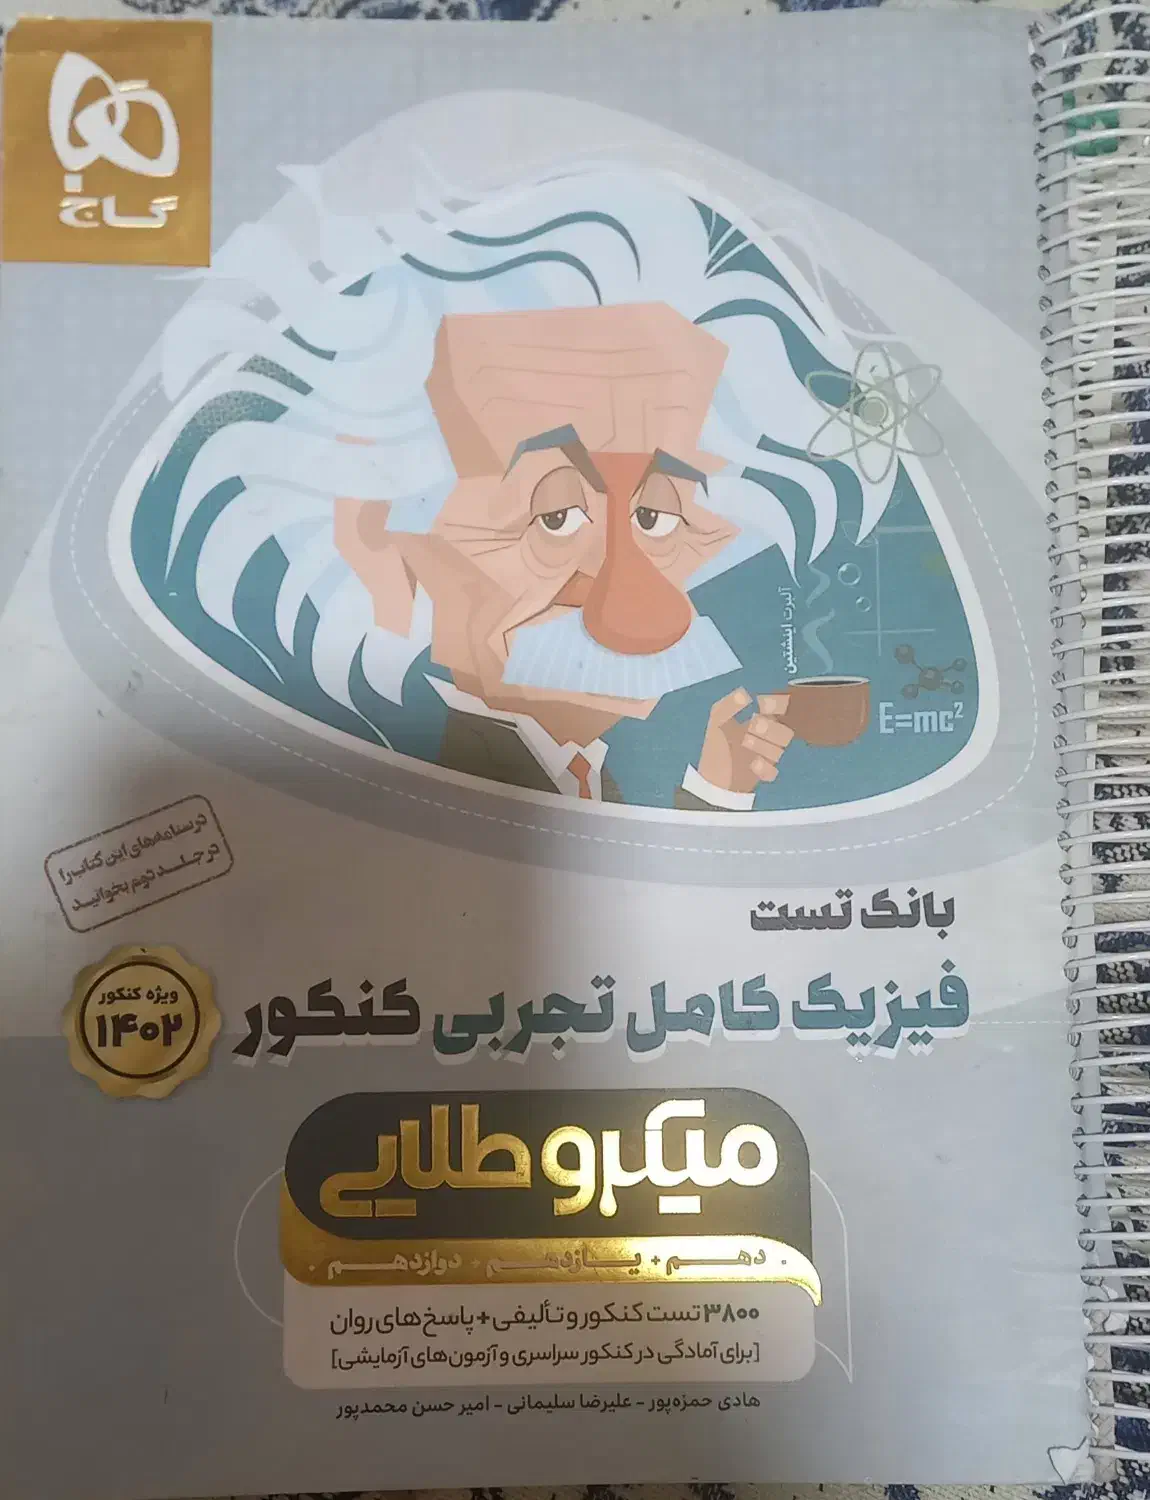 گاج
آلبرت اینشتین
E=mc²
درسنامه‌های این کتاب را
در جلد دوم بخوانید
بانک تست
فیزیک کامل تجربی کنکور
ویژه کنکور
۱۴۰۲
میکرو طلایی
دهم + یازدهم + دوازدهم
۳۸۰۰ تست کنکور و تألیفی + پاسخ‌های روان
[برای آمادگی در کنکور سراسری و آزمون‌های آزمایشی]
هادی حمزه‌پور - علیرضا سلیمانی - امیر حسن محمدپور